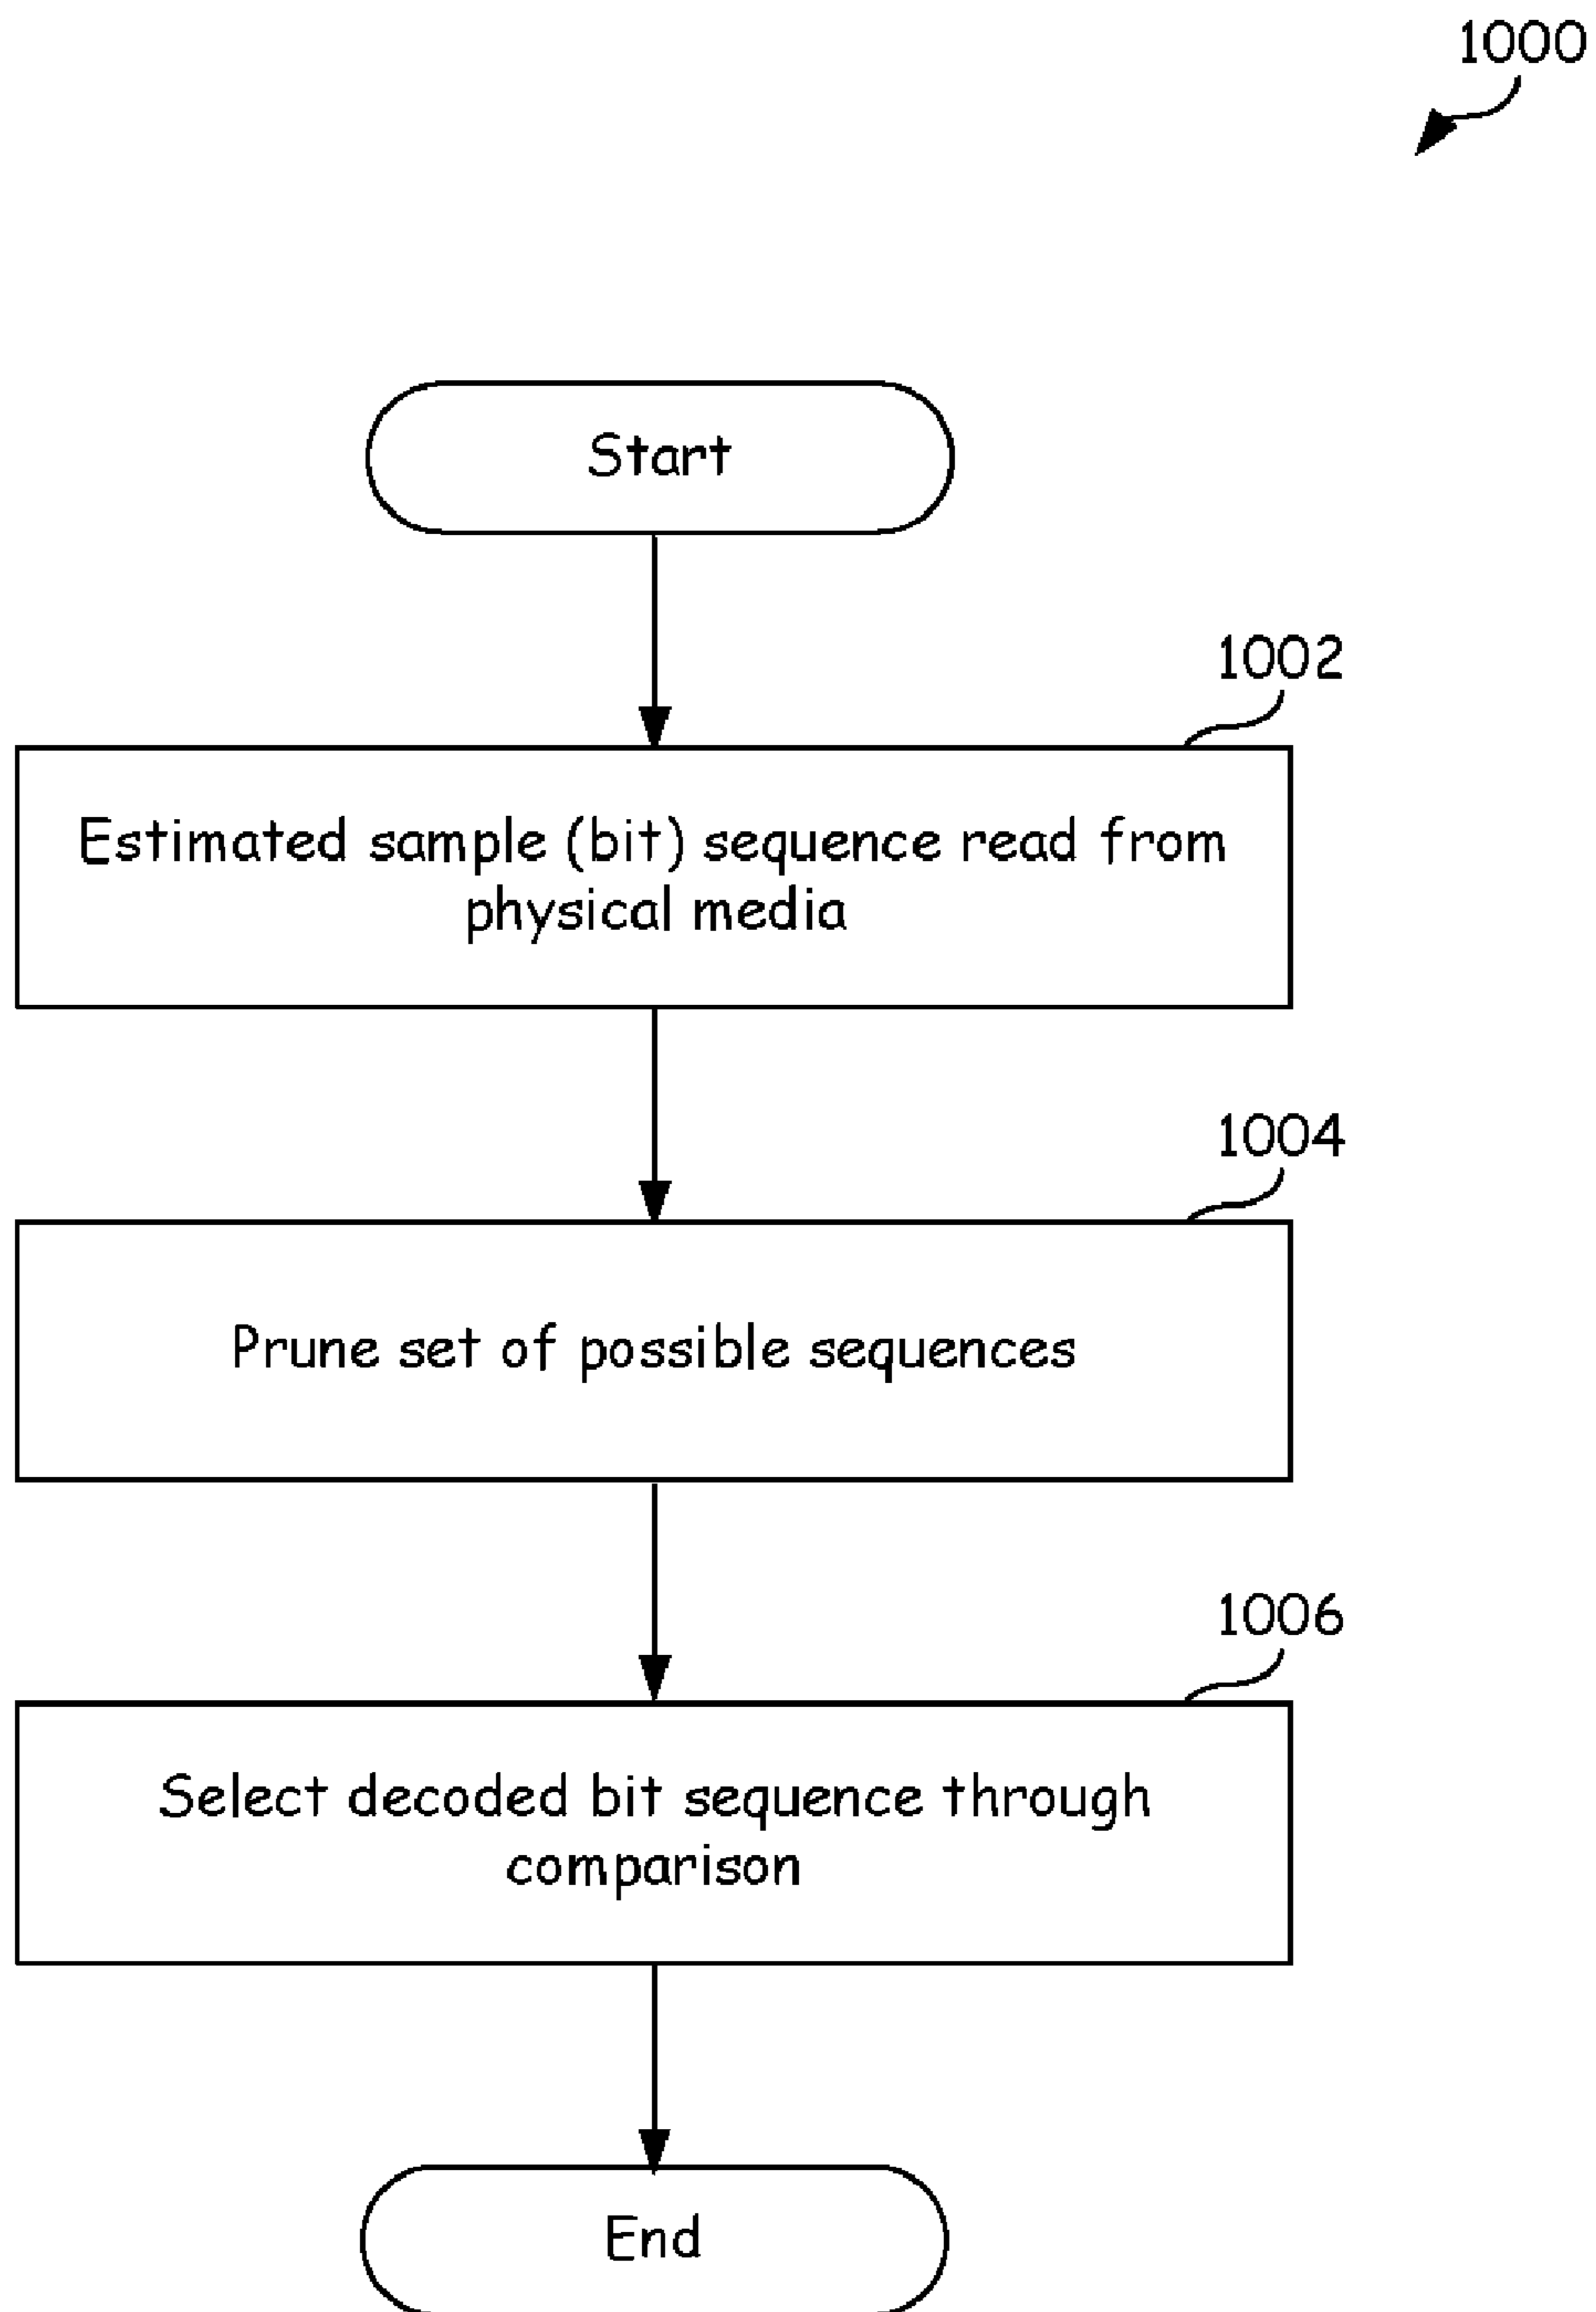 1000
Start
1002
Estimated sample (bit) sequence read from
physical media
1004
Prune set of possible sequences
1006
Select decoded bit sequence through
comparison
End